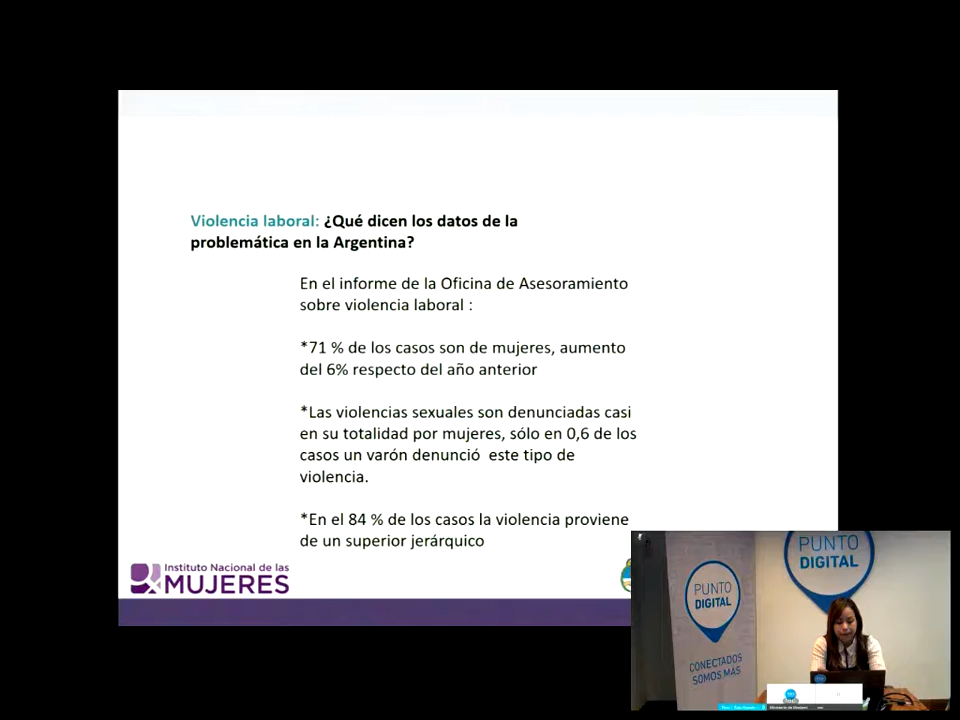 Violencia laboral: ¿Qué dicen los datos de la
problemática en la Argentina?
En el informe de la Oficina de Asesoramiento
sobre violencia laboral :
*71 % de los casos son de mujeres, aumento
del 6% respecto del año anterior
*Las violencias sexuales son denunciadas casi
en su totalidad por mujeres, sólo en 0,6 de los
casos un varón denunció este tipo de
violencia.
*En el 84 % de los casos la violencia proviene
de un superior jerárquico
Instituto Nacional de las
MUJERES
PUNTO
DIGITAL
CONECTADOS
SOMOS MÁS
PUNTO
DIGITAL